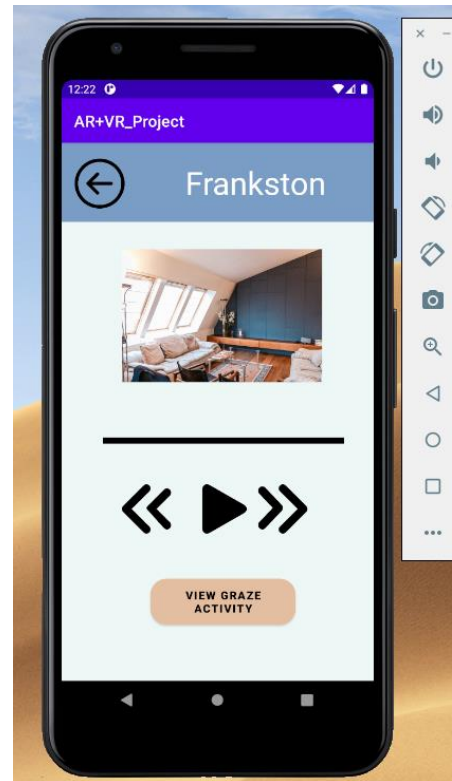 12:22
AR+VR_Project
Frankston
VIEW GRAZE
ACTIVITY